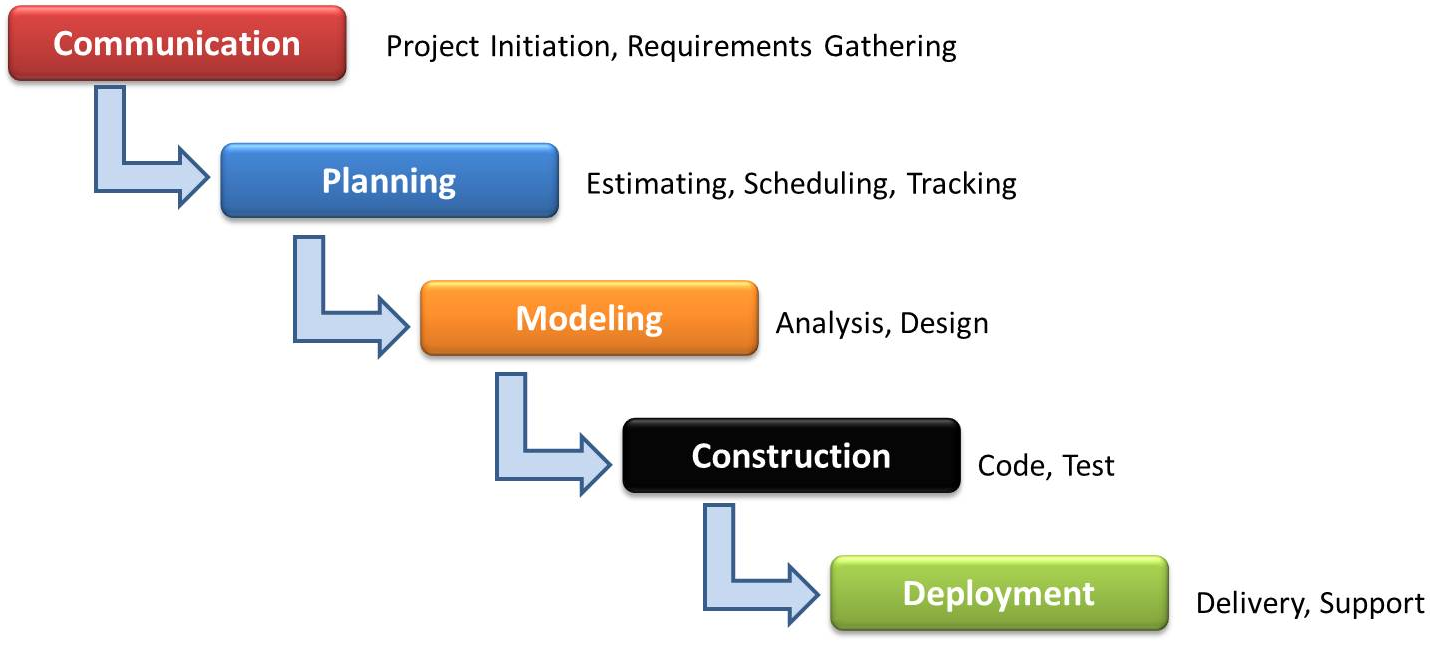 Communication
Project Initiation, Requirements Gathering
Planning
Estimating, Scheduling, Tracking
Modeling
Analysis, Design
Construction
Code, Test
Deployment
Delivery, Support